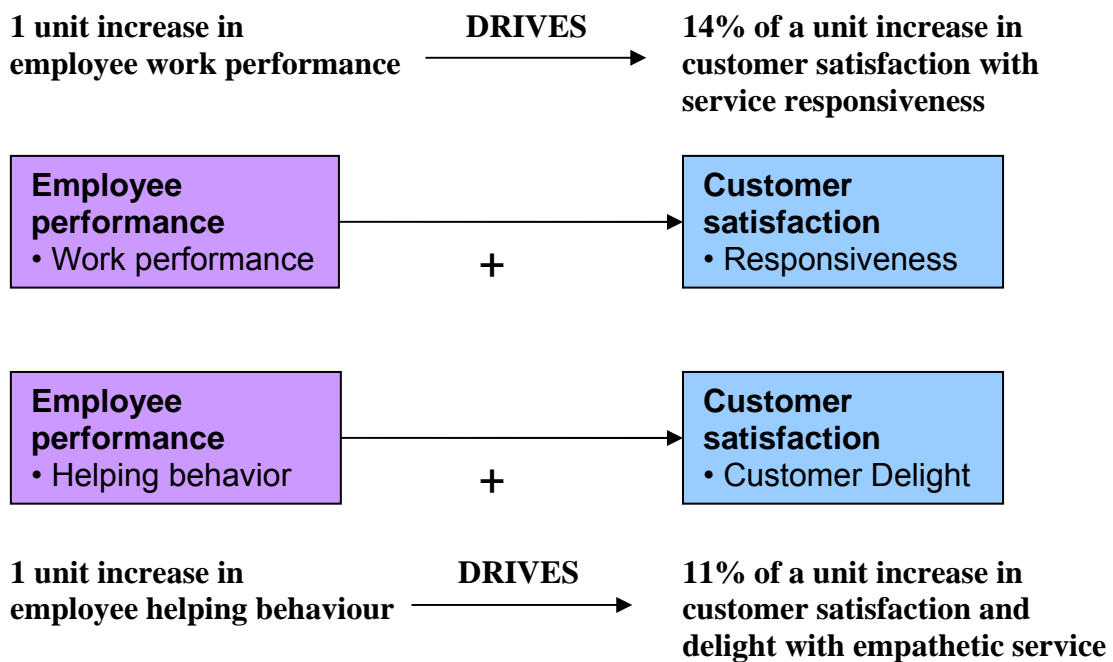 1 unit increase in
employee work performance
DRIVES
14% of a unit increase in
customer satisfaction with
service responsiveness
Employee
performance
• Work performance
+
Customer
satisfaction
• Responsiveness
Employee
performance
• Helping behavior
+
Customer
satisfaction
• Customer Delight
1 unit increase in
employee helping behaviour
DRIVES
11% of a unit increase in
customer satisfaction and
delight with empathetic service